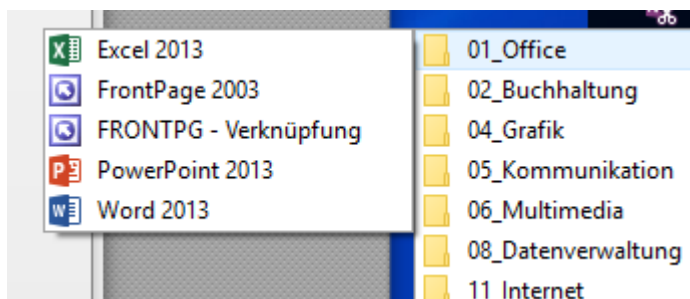 Excel 2013
FrontPage 2003
FRONTPG - Verknüpfung
PowerPoint 2013
Word 2013
01_Office
02_Buchhaltung
04_Grafik
05_Kommunikation
06_Multimedia
08_Datenverwaltung
11_Internet